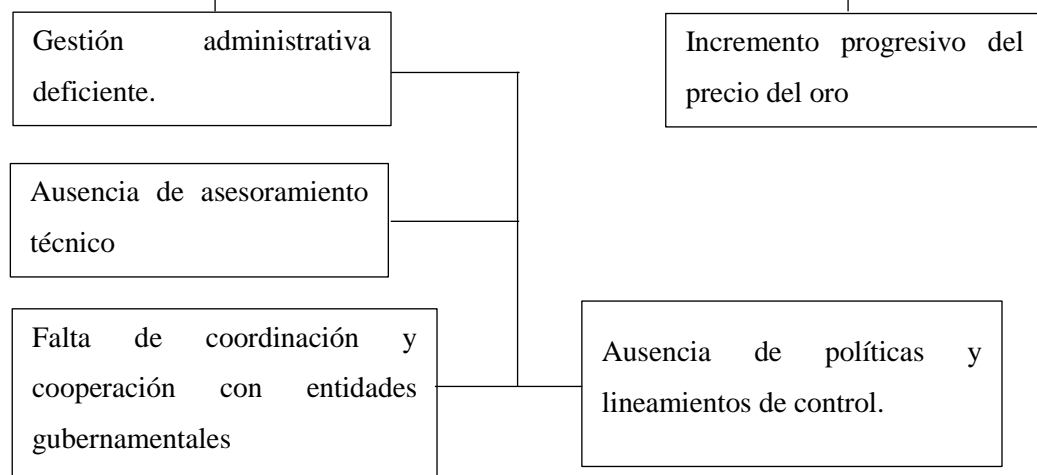 Gestión administrativa
deficiente.
Incremento progresivo del
precio del oro
Ausencia de asesoramiento
técnico
Falta de coordinación y
cooperación con entidades
gubernamentales
Ausencia de políticas y
lineamientos de control.